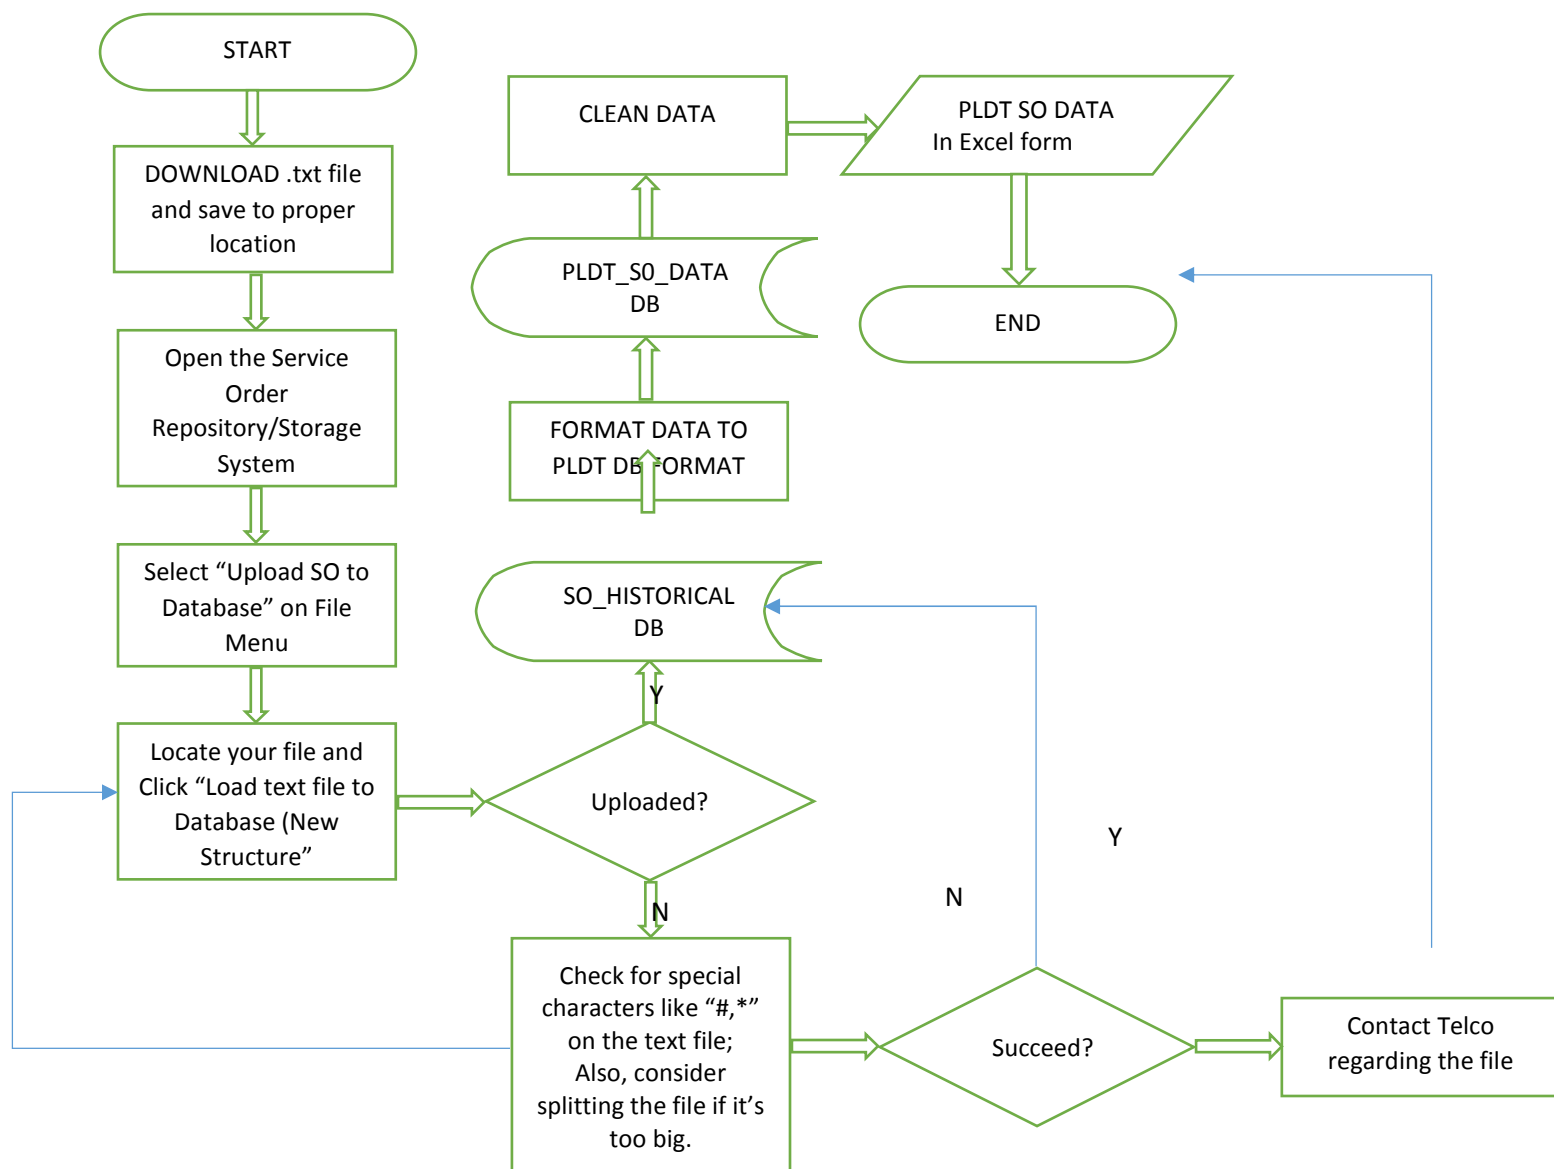 START
DOWNLOAD .txt file
and save to proper
location
Open the Service
Order
Repository/Storage
System
Select “Upload SO to
Database” on File
Menu
Locate your file and
Click “Load text file to
Database (New
Structure”
Uploaded?
Y
N
SO_HISTORICAL
DB
FORMAT DATA TO
PLDT DB FORMAT
PLDT_S0_DATA
DB
CLEAN DATA
PLDT SO DATA
In Excel form
END
Check for special
characters like “#,*”
on the text file;
Also, consider
splitting the file if it’s
too big.
Succeed?
N
Y
Contact Telco
regarding the file